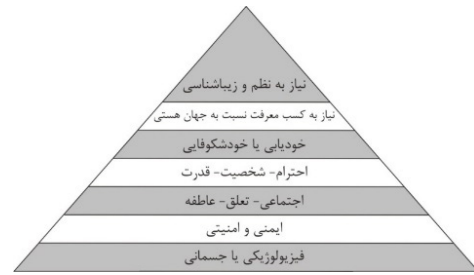 نیاز به نظم و زیباشناسی
نیاز به کسب معرفت نسبت به جهان هستی
خودیابی یا خودشکوفایی
احترام- شخصیت- قدرت
اجتماعی- تعلق- عاطفه
ایمنی و امنیتی
فیزیولوژیکی یا جسمانی